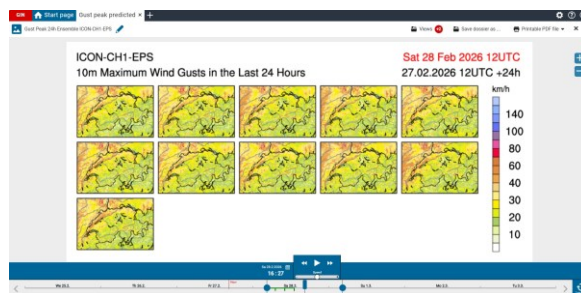 GIN Start page Gust peak predicted × +
Gust Peak 24h Ensemble ICON-CH1-EPS
Views
Save dossier as ...
Printable PDF file
ICON-CH1-EPS
Sat 28 Feb 2026 12UTC
10m Maximum Wind Gusts in the Last 24 Hours
27.02.2026 12UTC +24h
km/h
140
100
80
60
40
30
20
10
16:27